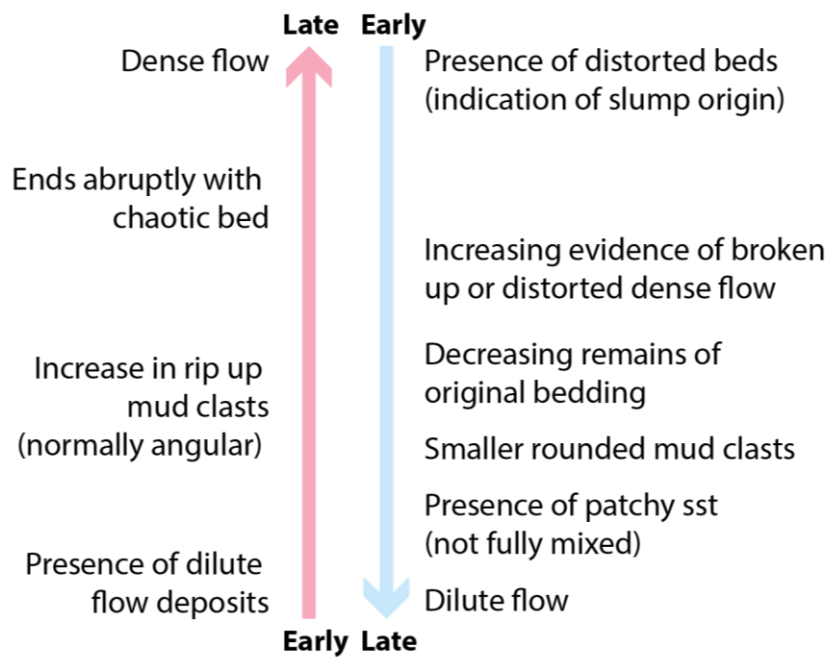 Late Early
Dense flow
Ends abruptly with
chaotic bed
Increase in rip up
mud clasts
(normally angular)
Presence of dilute
flow deposits
Presence of distorted beds
(indication of slump origin)
Increasing evidence of broken
up or distorted dense flow
Decreasing remains of
original bedding
Smaller rounded mud clasts
Presence of patchy sst
(not fully mixed)
Dilute flow
Early Late